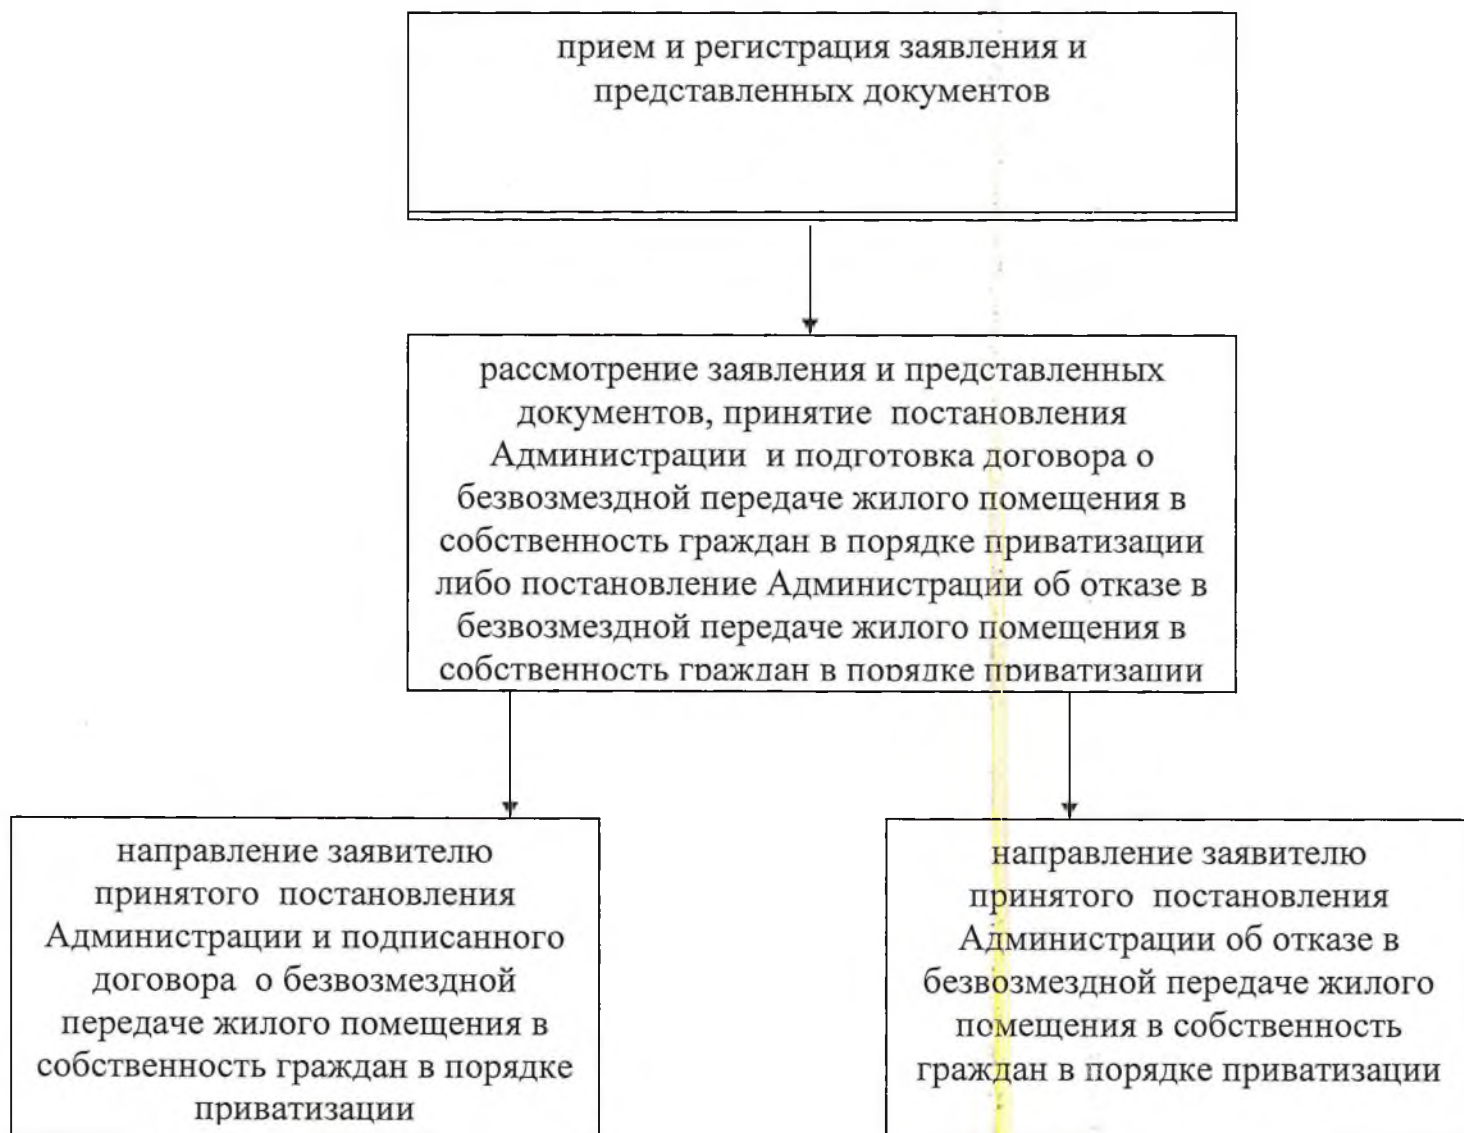 прием и регистрация заявления и
представленных документов
рассмотрение заявления и представленных
документов, принятие  постановления
Администрации  и подготовка договора о
безвозмездной передаче жилого помещения в
собственность граждан в порядке приватизации
либо постановление Администрации об отказе в
безвозмездной передаче жилого помещения в
собственность граждан в порядке приватизации
направление заявителю
принятого  постановления
Администрации и подписанного
договора  о безвозмездной
передаче жилого помещения в
собственность граждан в порядке
приватизации
направление заявителю
принятого  постановления
Администрации об отказе в
безвозмездной передаче жилого
помещения в собственность
граждан в порядке приватизации